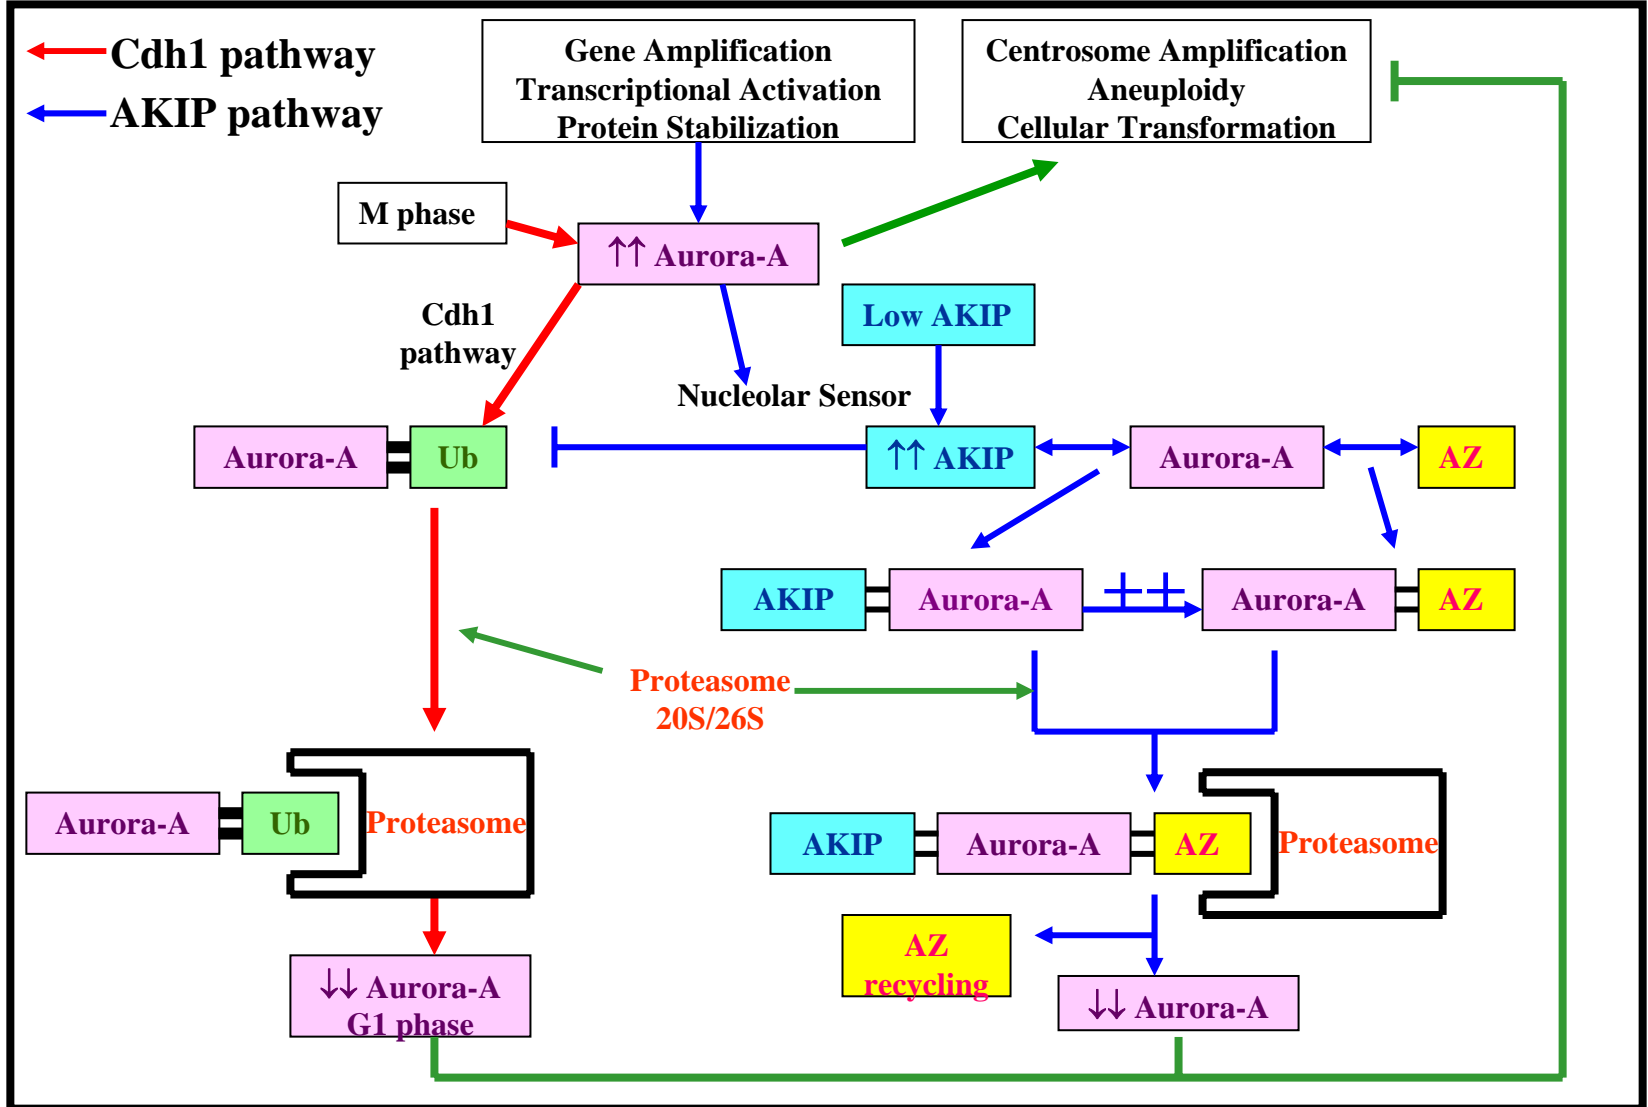 Cdh1 pathway
AKIP pathway
Gene Amplification
Transcriptional Activation
Protein Stabilization
Centrosome Amplification
Aneuploidy
Cellular Transformation
M phase
↑↑ Aurora-A
Cdh1
pathway
Low AKIP
Nucleolar Sensor
Aurora-A
Ub
↑↑ AKIP
Aurora-A
AZ
AKIP
Aurora-A
++
Aurora-A
AZ
Proteasome
20S/26S
Aurora-A
Ub
Proteasome
AKIP
Aurora-A
AZ
Proteasome
AZ
recycling
↓↓ Aurora-A
G1 phase
↓↓ Aurora-A